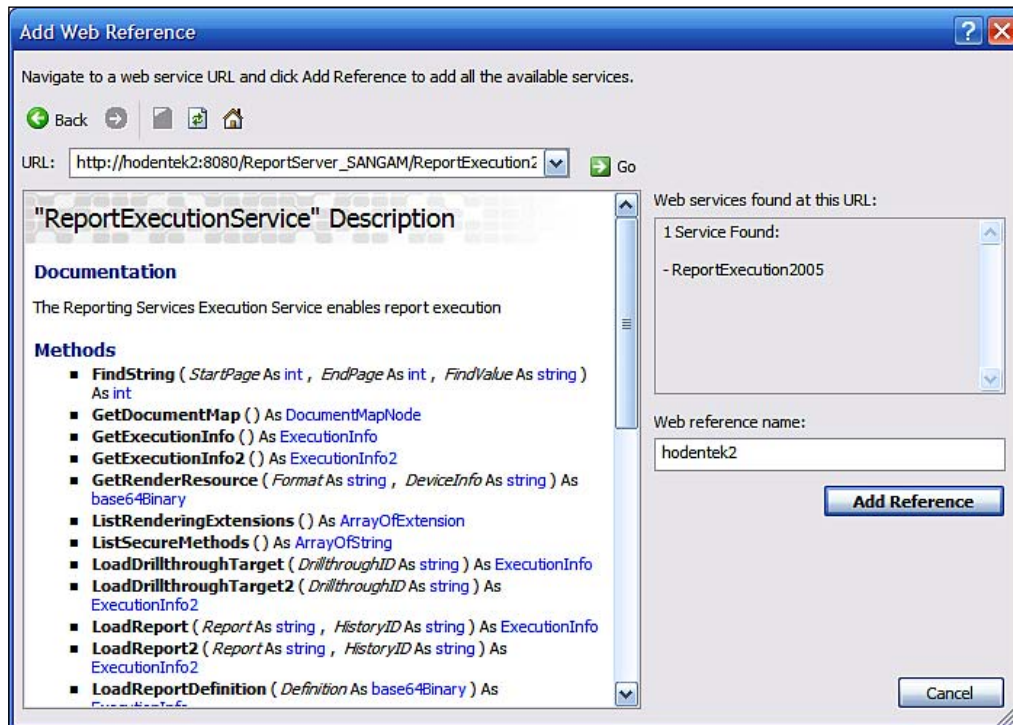 Add Web Reference
Navigate to a web service URL and click Add Reference to add all the available services.
Back
URL: http://hodentek2:8080/ReportServer_SANGAM/ReportExecution2 Go
"ReportExecutionService" Description
Documentation
The Reporting Services Execution Service enables report execution
Methods
■ FindString ( StartPage As int , EndPage As int , FindValue As string )
As int
■ GetDocumentMap () As DocumentMapNode
■ GetExecutionInfo () As ExecutionInfo
■ GetExecutionInfo2 () As ExecutionInfo2
■ GetRenderResource ( Format As string , DeviceInfo As string ) As
base64Binary
■ ListRenderingExtensions () As ArrayOfExtension
■ ListSecureMethods () As ArrayOfString
■ LoadDrillthroughTarget ( DrillthroughID As string ) As ExecutionInfo
■ LoadDrillthroughTarget2 ( DrillthroughID As string ) As
ExecutionInfo2
■ LoadReport ( Report As string , HistoryID As string ) As ExecutionInfo
■ LoadReport2 ( Report As string , HistoryID As string ) As
ExecutionInfo2
■ LoadReportDefinition ( Definition As base64Binary ) As
Web services found at this URL:
1 Service Found:
- ReportExecution2005
Web reference name:
hodentek2
Add Reference
Cancel